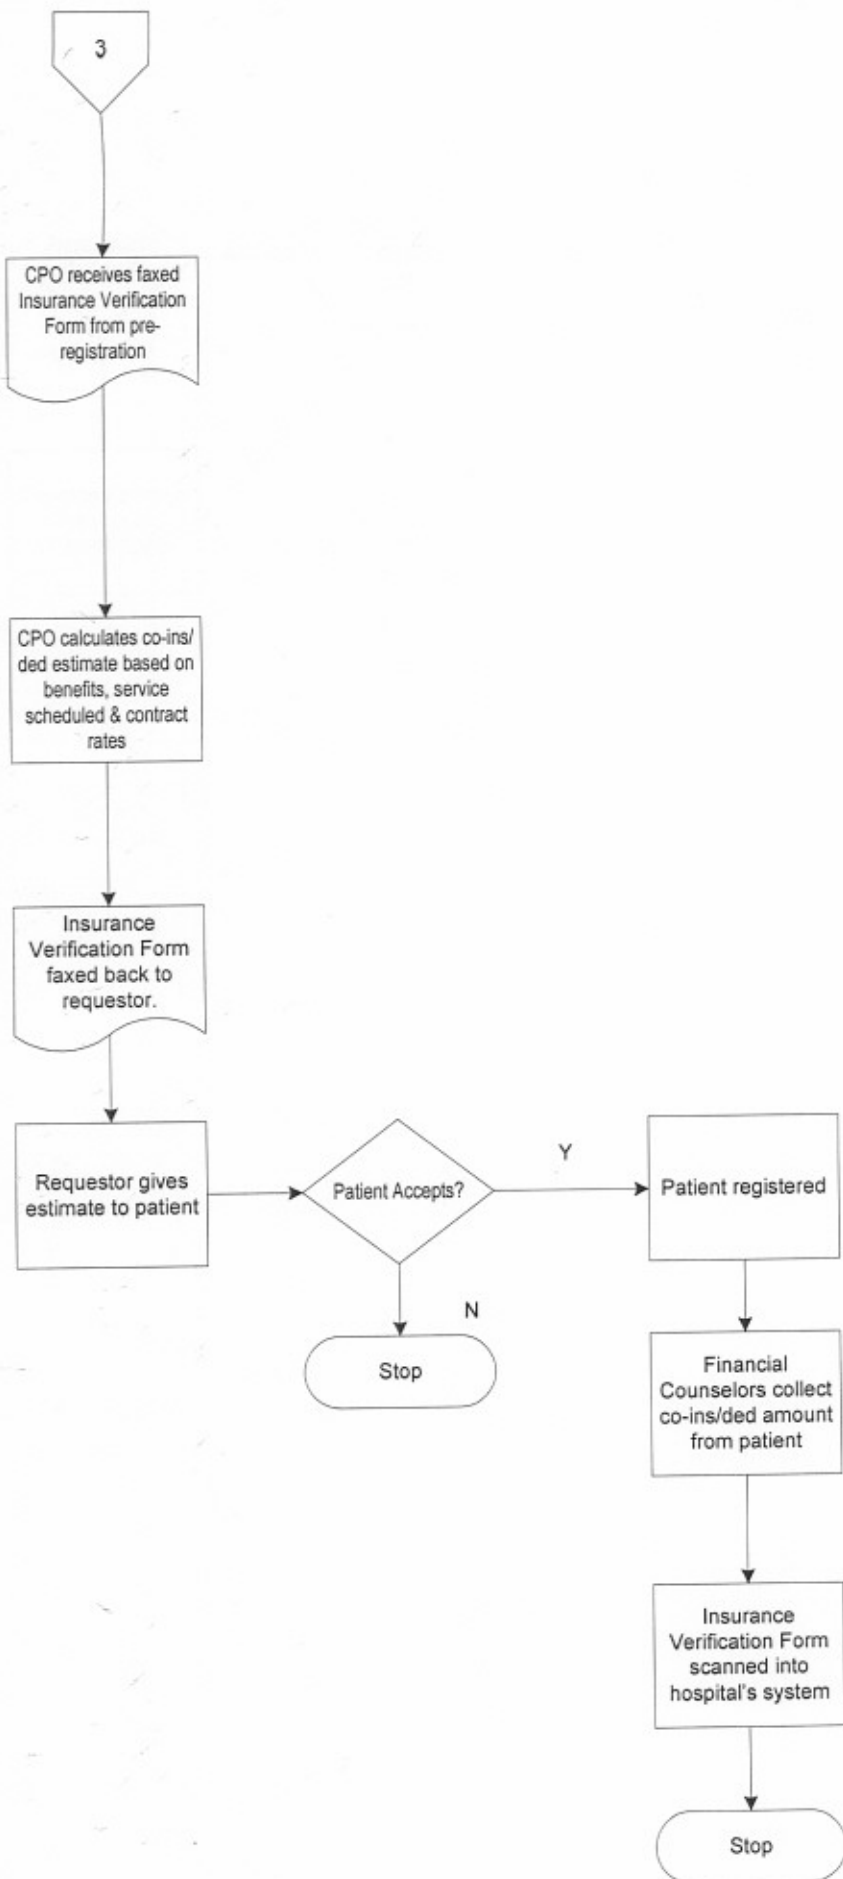 3
CPO receives faxed
Insurance Verification
Form from pre-
registration
CPO calculates co-ins/
ded estimate based on
benefits, service
scheduled & contract
rates
Insurance
Verification Form
faxed back to
requestor.
Requestor gives
estimate to patient
Patient Accepts?
Y
Patient registered
N
Stop
Financial
Counselors collect
co-ins/ded amount
from patient
Insurance
Verification Form
scanned into
hospital's system
Stop